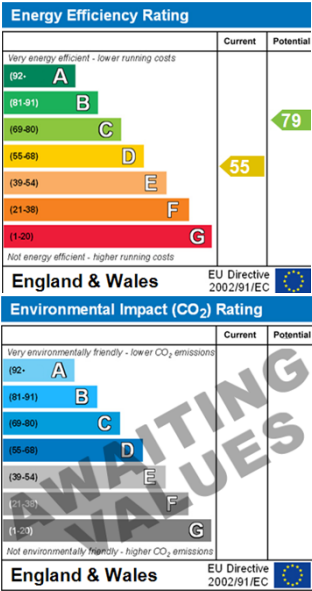 Energy Efficiency Rating
Current Potential
Very energy efficient - lower running costs
(92+ A
(81-91) B
(69-80) C
79
(55-68) D
55
(39-54) E
(21-38) F
(1-20) G
Not energy efficient - higher running costs
England & Wales
EU Directive
2002/91/EC
Environmental Impact (CO2) Rating
Current Potential
Very environmentally friendly - lower CO2 emissions
(92+ A
(81-91) B
(69-80) C
(55-68) D
(39-54) E
(21-38) F
(1-20) G
AWAITING
VALUES
Not environmentally friendly - higher CO2 emissions
England & Wales
EU Directive
2002/91/EC